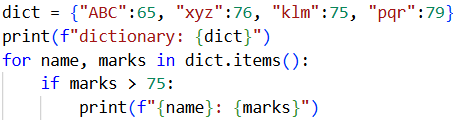 dict = {"ABC":65, "xyz":76, "klm":75, "pqr":79}
print(f"dictionary: {dict}")
for name, marks in dict.items():
    if marks > 75:
        print(f"{name}: {marks}")